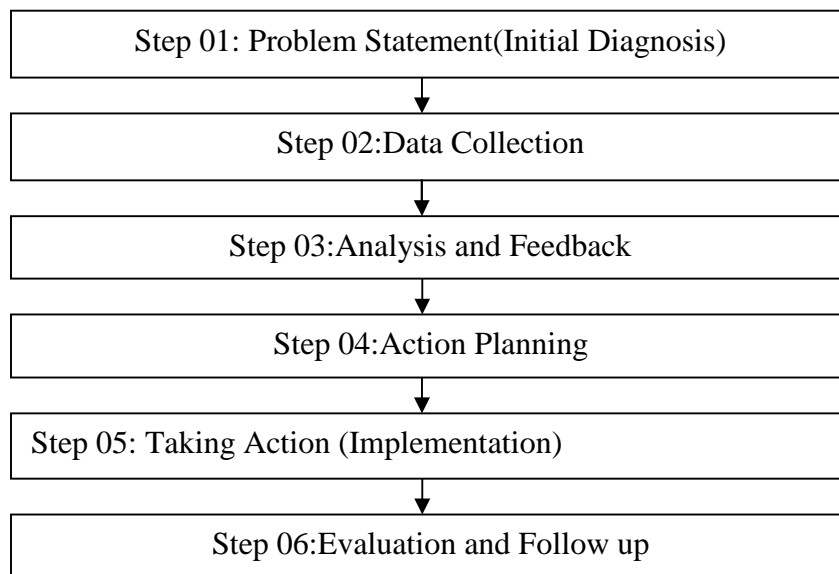 Step 01: Problem Statement(Initial Diagnosis)
Step 02:Data Collection
Step 03:Analysis and Feedback
Step 04:Action Planning
Step 05: Taking Action (Implementation)
Step 06:Evaluation and Follow up